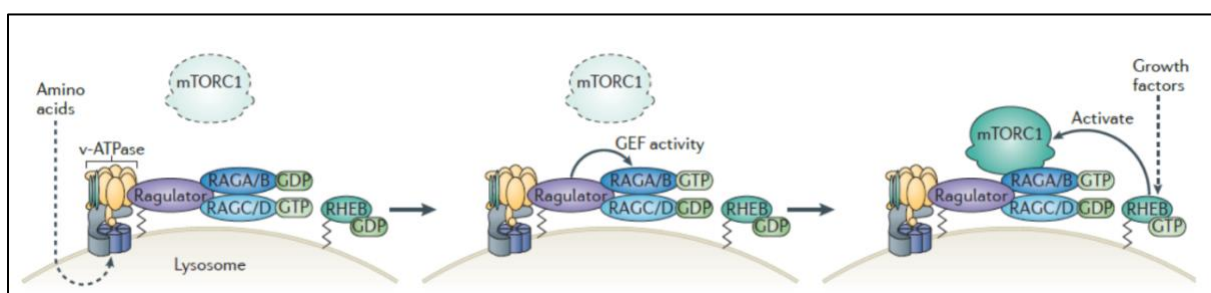 mTORC1
Amino
acids
v-ATPase
Ragulator
RAGA/B GDP
RAGC/D GTP
RHEB
GDP
Lysosome
mTORC1
GEF activity
Ragulator
RAGA/B GTP
RAGC/D GDP
RHEB
GDP
Growth
factors
Activate
mTORC1
Ragulator
RAGA/B GTP
RAGC/D GDP
RHEB
GTP